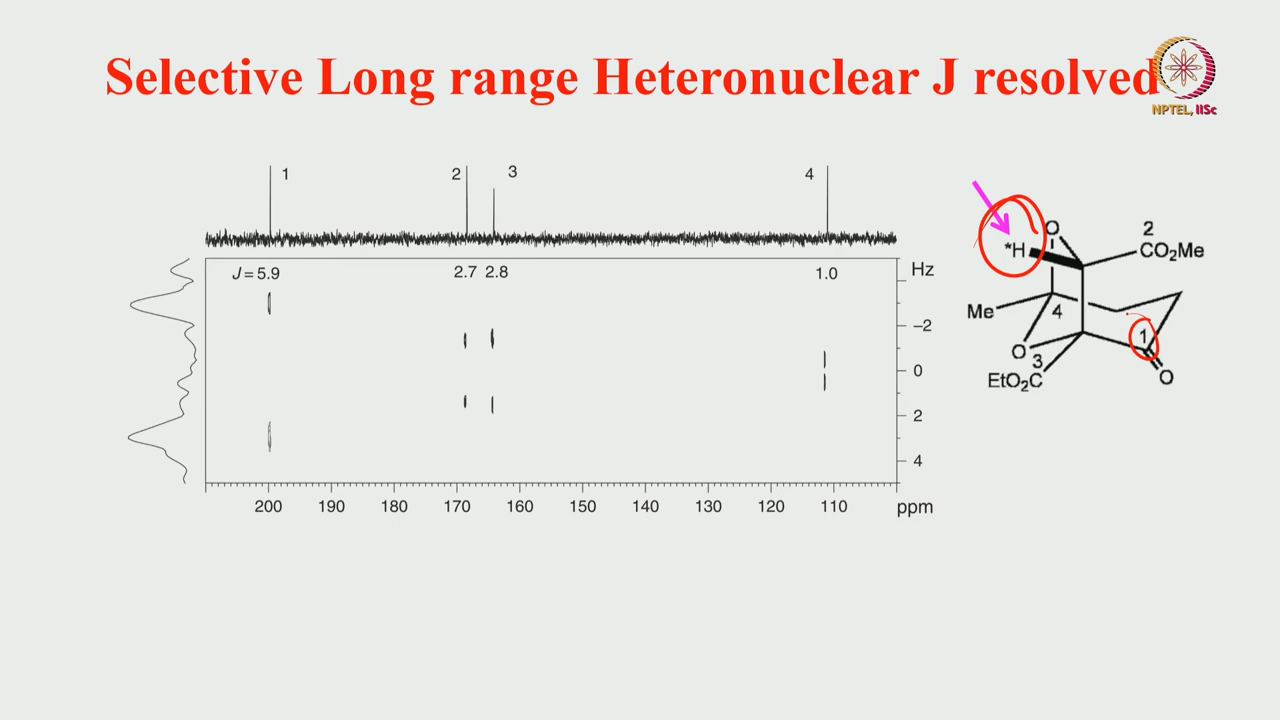 Selective Long range Heteronuclear J resolved
NPTEL, IISc
1 2 3 4
J = 5.9 2.7 2.8 1.0 Hz
−2
0
2
4
200 190 180 170 160 150 140 130 120 110 ppm
O 2
*H CO₂Me
Me 4
1
O 3
EtO₂C O